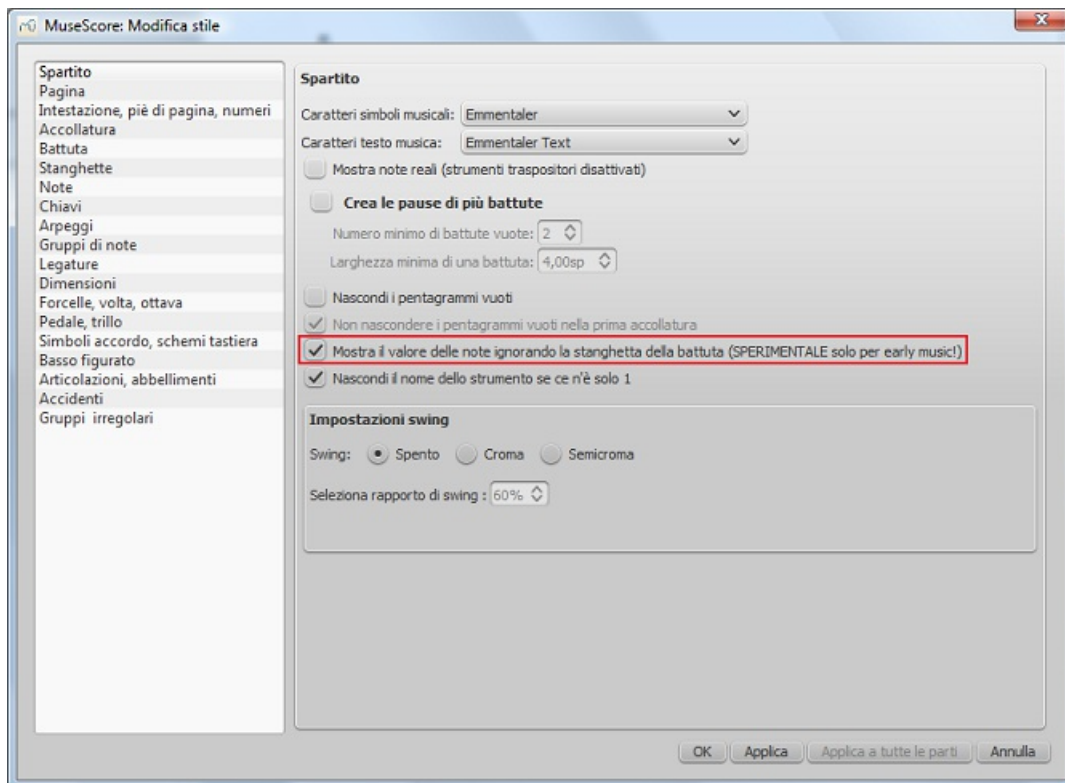 MuseScore: Modifica stile
Spartito
Pagina
Intestazione, piè di pagina, numeri
Accollatura
Battuta
Stanghette
Note
Chiavi
Arpeggi
Gruppi di note
Legature
Dimensioni
Forcelle, volta, ottava
Pedale, trillo
Simboli accordo, schemi tastiera
Basso figurato
Articolazioni, abbellimenti
Accidenti
Gruppi irregolari
Spartito
Caratteri simboli musicali: Emmentaler
Caratteri testo musica: Emmentaler Text
Mostra note reali (strumenti traspositori disattivati)
Crea le pause di più battute
Numero minimo di battute vuote: 2
Larghezza minima di una battuta: 4,00sp
Nascondi i pentagrammi vuoti
Non nascondere i pentagrammi vuoti nella prima accollatura
Mostra il valore delle note ignorando la stanghetta della battuta (SPERIMENTALE solo per early music!)
Nascondi il nome dello strumento se ce n'è solo 1
Impostazioni swing
Swing: Spento Croma Semicroma
Seleziona rapporto di swing : 60%
OK Applica Applica a tutte le parti Annulla